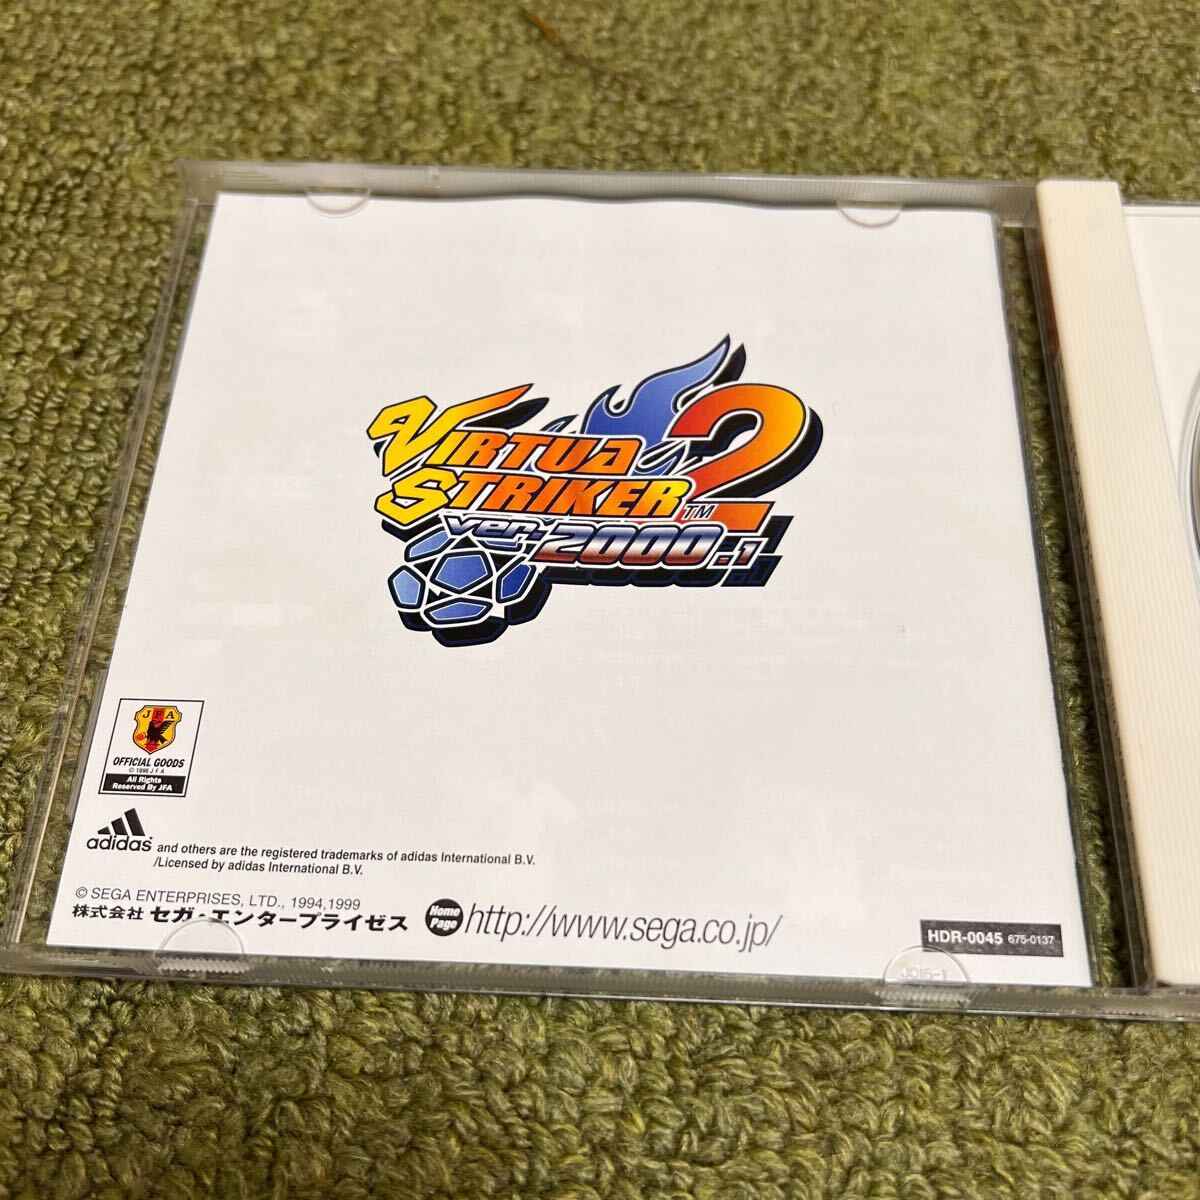 VIRTUA
STRIKER 2
TM
ver.2000.1
JFA
OFFICIAL GOODS
© 1996 J F A
All Rights
Reserved By JFA
adidas and others are the registered trademarks of adidas International B.V.
/Licensed by adidas International B.V.
© SEGA ENTERPRISES, LTD., 1994,1999
株式会社 セガ・エンタープライゼス
Home Page http://www.sega.co.jp/
HDR-0045 675-0137